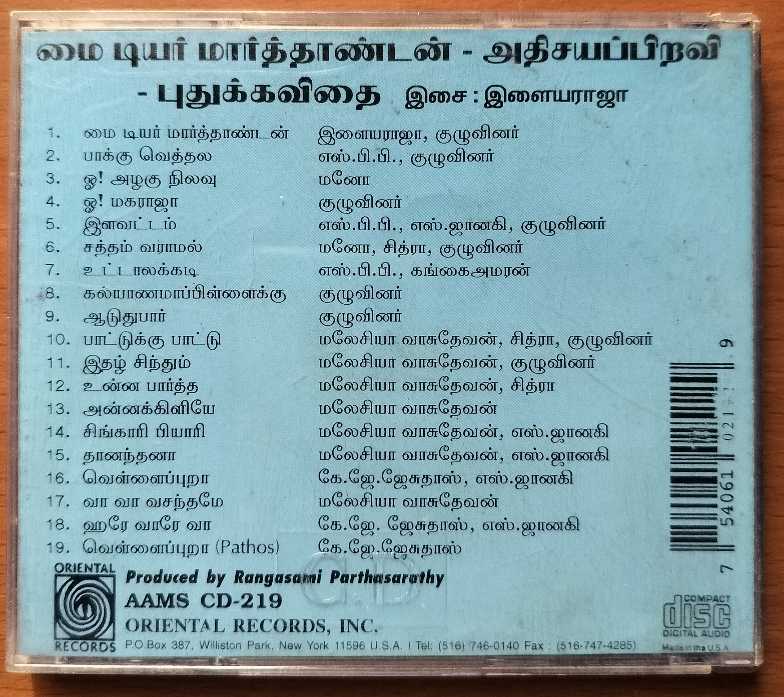 மை டியர் மார்த்தாண்டன் - அதிசயப்பிறவி
- புதுக்கவிதை இசை : இளையராஜா
1. மை டியர் மார்த்தாண்டன் இளையராஜா, குழுவினர்
2. பாக்கு வெத்தல எஸ்.பி.பி., குழுவினர்
3. ஓ! அழகு நிலவு மனோ
4. ஓ! மகராஜா குழுவினர்
5. இளவட்டம் எஸ்.பி.பி., எஸ்.ஜானகி, குழுவினர்
6. சத்தம் வராமல் மனோ, சித்ரா, குழுவினர்
7. உட்டாலக்கடி எஸ்.பி.பி., கங்கைஅமரன்
8. கல்யாணமாப்பிள்ளைக்கு குழுவினர்
9. ஆடுதுபார் குழுவினர்
10. பாட்டுக்கு பாட்டு மலேசியா வாசுதேவன், சித்ரா, குழுவினர்
11. இதழ் சிந்தும் மலேசியா வாசுதேவன், குழுவினர்
12. உன்ன பார்த்த மலேசியா வாசுதேவன், சித்ரா
13. அன்னக்கிளியே மலேசியா வாசுதேவன்
14. சிங்காரி பியாரி மலேசியா வாசுதேவன், எஸ்.ஜானகி
15. தானந்தனா மலேசியா வாசுதேவன், எஸ்.ஜானகி
16. வெள்ளைப்புறா கே.ஜே.ஜேசுதாஸ், எஸ்.ஜானகி
17. வா வா வசந்தமே மலேசியா வாசுதேவன்
18. ஹரே வாரே வா கே.ஜே. ஜேசுதாஸ், எஸ்.ஜானகி
19. வெள்ளைப்புறா (Pathos) கே.ஜே.ஜேசுதாஸ்
7 54061 9
ORIENTAL
RECORDS
Produced by Rangasami Parthasarathy
AAMS CD-219
ORIENTAL RECORDS, INC.
P.O.Box 387, Williston Park, New York 11596 U.S.A. | Tel: (516) 746-0140 Fax : (516-747-4285)
COMPACT
disc
DIGITAL AUDIO
Made in the U.S.A